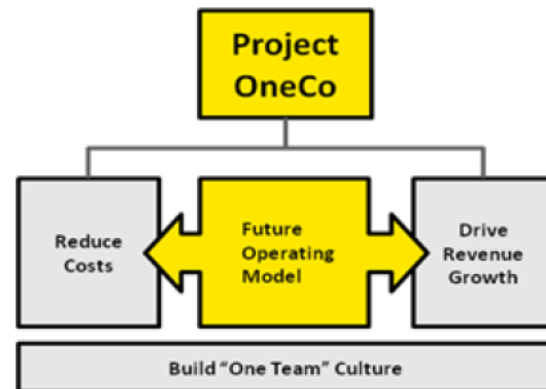 Project
OneCo
Reduce
Costs
Future
Operating
Model
Drive
Revenue
Growth
Build “One Team” Culture